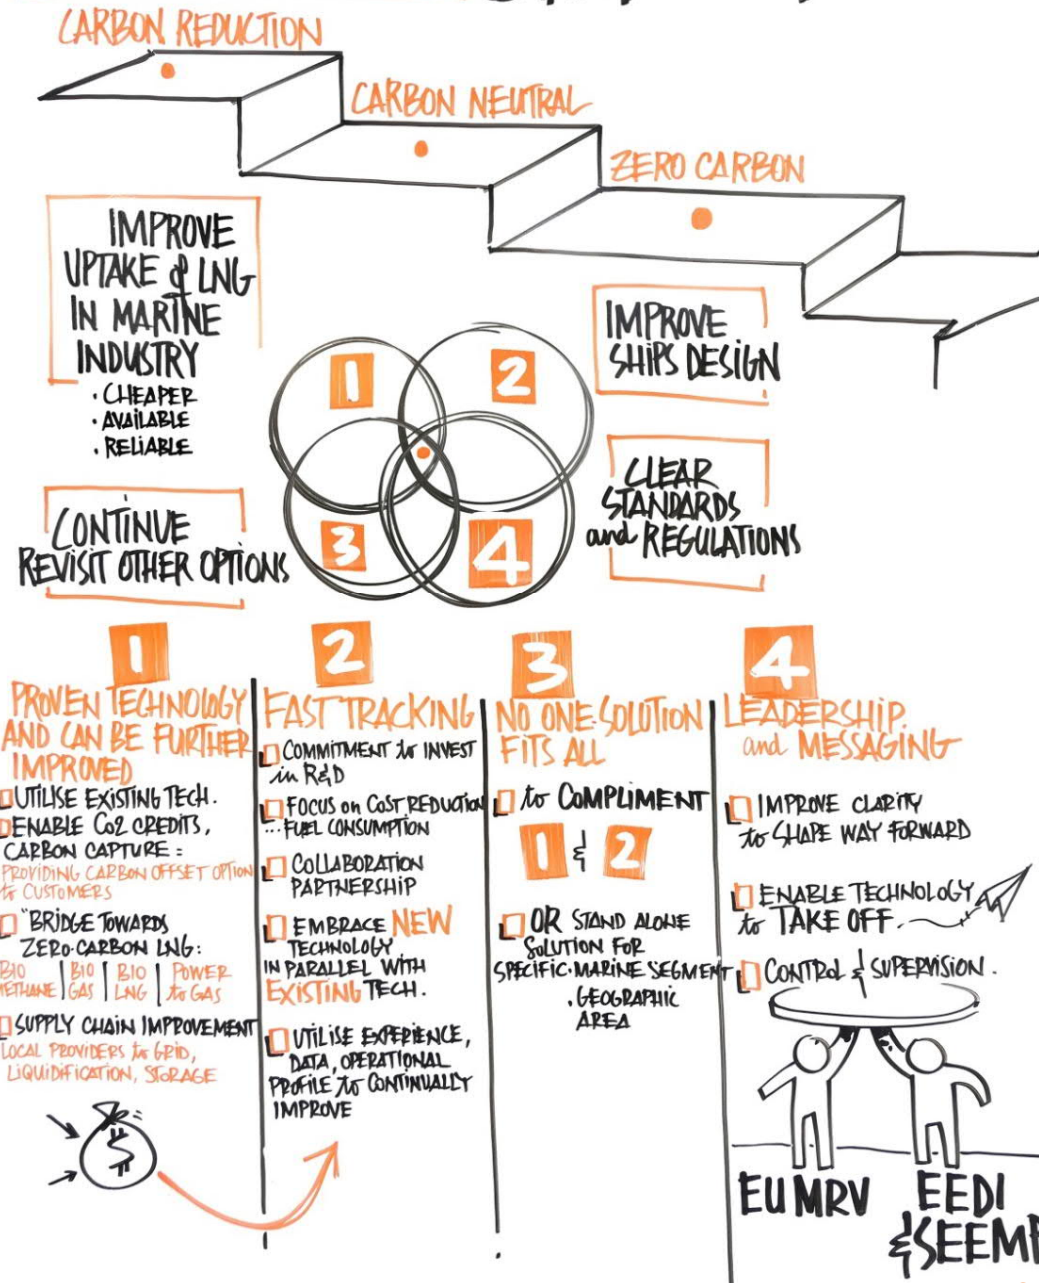 CARBON REDUCTION
CARBON NEUTRAL
ZERO CARBON
IMPROVE
UPTAKE of LNG
IN MARINE
INDUSTRY
• CHEAPER
• AVAILABLE
• RELIABLE
CONTINUE
REVISIT OTHER OPTIONS
1
2
3
4
IMPROVE
SHIPS DESIGN
CLEAR
STANDARDS
and REGULATIONS
1
PROVEN TECHNOLOGY
AND CAN BE FURTHER
IMPROVED
UTILISE EXISTING TECH.
ENABLE CO2 CREDITS,
CARBON CAPTURE:
PROVIDING CARBON OFFSET OPTION
to CUSTOMERS
"BRIDGE TOWARDS
ZERO-CARBON LNG:
BIO | BIO | BIO | POWER
METHANE | GAS | LNG | to GAS
SUPPLY CHAIN IMPROVEMENT
LOCAL PROVIDERS to GRID,
LIQUIDIFICATION, STORAGE
$
2
FAST TRACKING
COMMITMENT to INVEST
in R&D
FOCUS on COST REDUCTION
... FUEL CONSUMPTION
COLLABORATION
PARTNERSHIP
EMBRACE NEW
TECHNOLOGY
IN PARALLEL WITH
EXISTING TECH.
UTILISE EXPERIENCE,
DATA, OPERATIONAL
PROFILE to CONTINUALLY
IMPROVE
3
NO ONE-SOLUTION
FITS ALL
to COMPLIMENT
1 & 2
OR STAND ALONE
SOLUTION FOR
SPECIFIC • MARINE SEGMENT
• GEOGRAPHIC
AREA
4
LEADERSHIP
and MESSAGING
IMPROVE CLARITY
to SHAPE WAY FORWARD
ENABLE TECHNOLOGY
to TAKE OFF.
CONTROL & SUPERVISION.
EU MRV
EEDI
& SEEMP